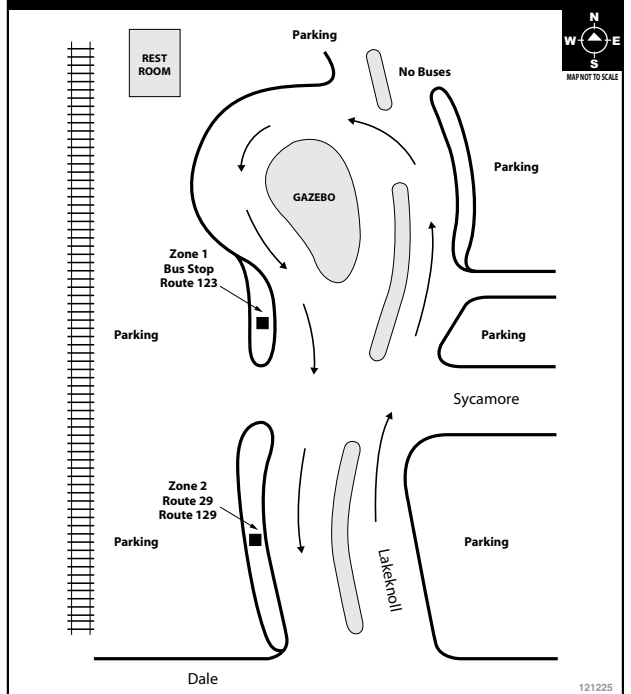 Parking
N
W E
S
MAP NOT TO SCALE
REST
ROOM
No Buses
Parking
GAZEBO
Zone 1
Bus Stop
Route 123
Parking
Parking
Sycamore
Zone 2
Route 29
Route 129
Parking
Parking
Lakeknoll
Dale
121225